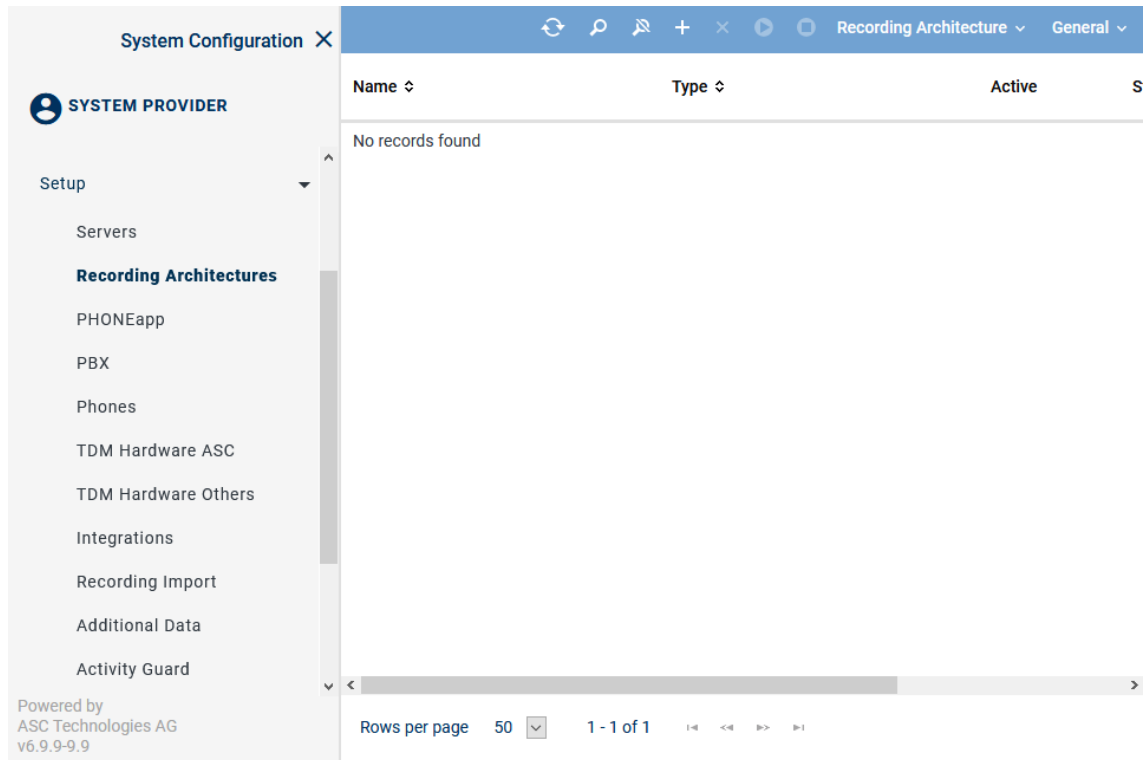 System Configuration
SYSTEM PROVIDER
Setup
Servers
Recording Architectures
PHONEapp
PBX
Phones
TDM Hardware ASC
TDM Hardware Others
Integrations
Recording Import
Additional Data
Activity Guard
Powered by
ASC Technologies AG
v6.9.9-9.9
Recording Architecture General
Name Type Active S
No records found
Rows per page 50 1 - 1 of 1